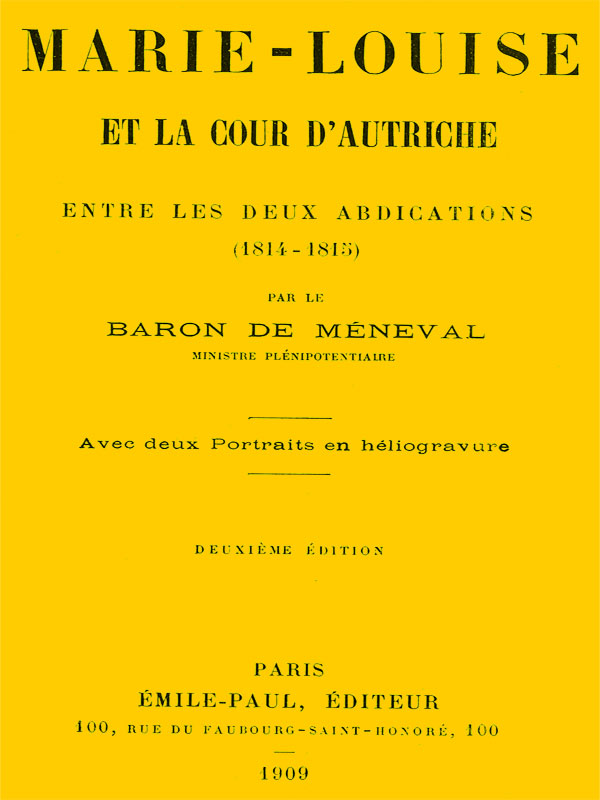 MARIE-LOUISE
ET LA COUR D'AUTRICHE
ENTRE LES DEUX ABDICATIONS
(1814-1815)
PAR LE
BARON DE MÉNEVAL
MINISTRE PLÉNIPOTENTIAIRE
Avec deux Portraits en héliogravure
DEUXIÈME ÉDITION
PARIS
ÉMILE-PAUL, ÉDITEUR
100, RUE DU FAUBOURG-SAINT-HONORÉ, 100
1909